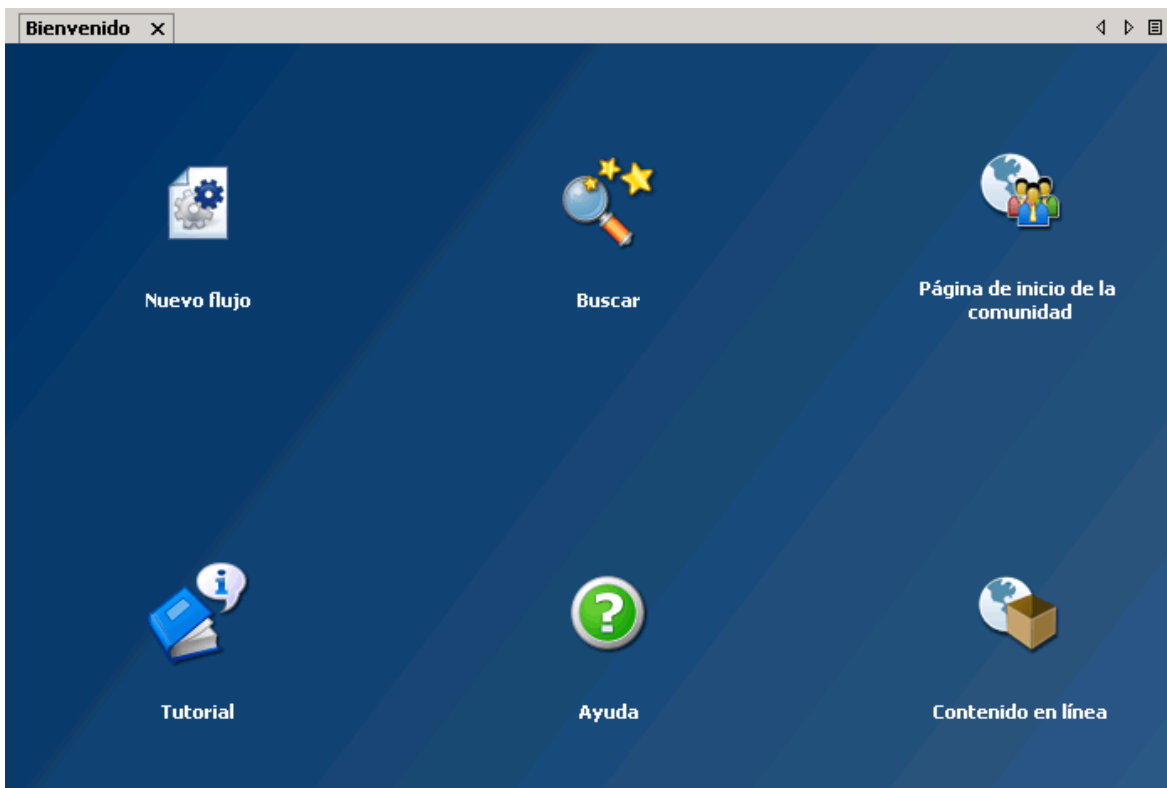 Bienvenido
Nuevo flujo
Buscar
Página de inicio de la
comunidad
Tutorial
Ayuda
Contenido en línea